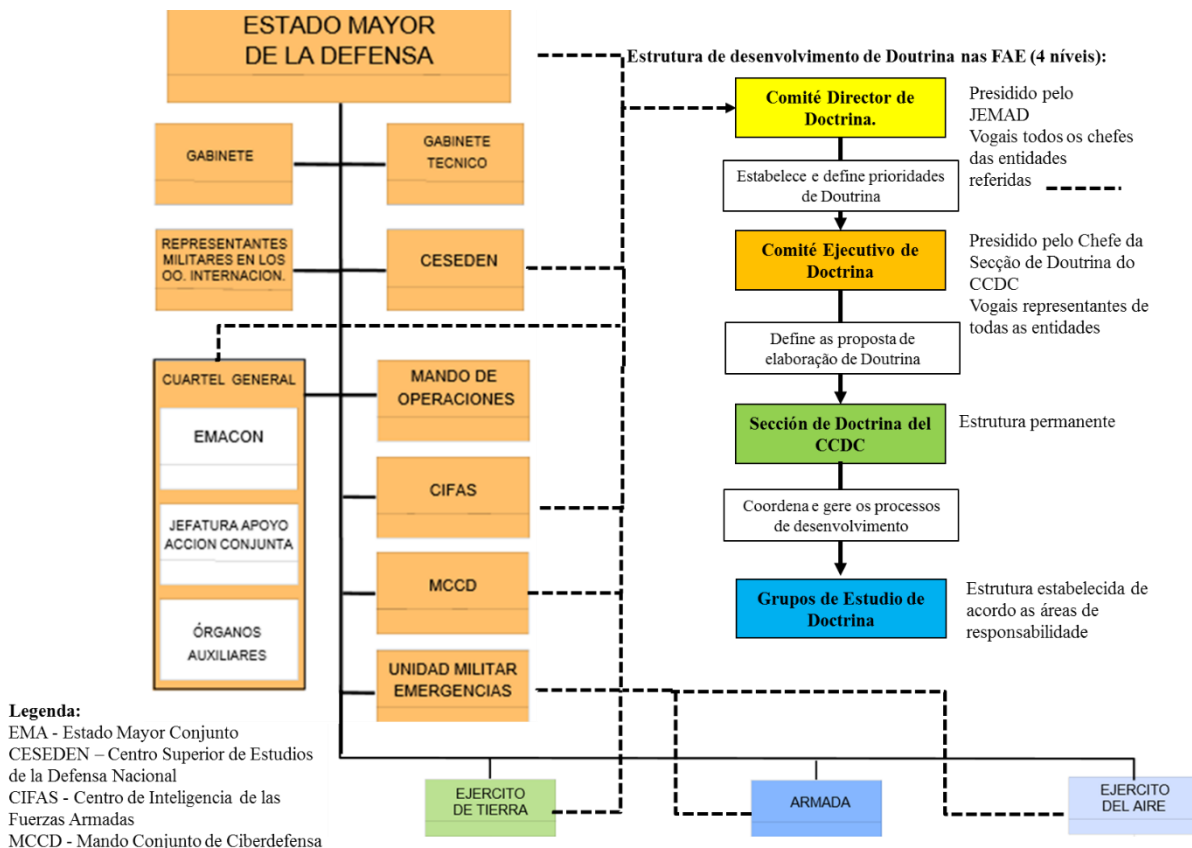 ESTADO MAYOR
DE LA DEFENSA
GABINETE
GABINETE
TECNICO
REPRESENTANTES
MILITARES EN LOS
OO. INTERNACION.
CESEDEN
CUARTEL GENERAL
EMACON
JEFATURA APOYO
ACCION CONJUNTA
ÓRGANOS
AUXILIARES
MANDO DE
OPERACIONES
CIFAS
MCCD
UNIDAD MILITAR
EMERGENCIAS
EJERCITO
DE TIERRA
ARMADA
EJERCITO
DEL AIRE
Estrutura de desenvolvimento de Doutrina nas FAE (4 níveis):
Comité Director de
Doctrina.
Presidido pelo
JEMAD
Vogais todos os chefes
das entidades
referidas
Estabelece e define prioridades
de Doutrina
Comité Ejecutivo de
Doctrina
Presidido pelo Chefe da
Secção de Doutrina do
CCDC
Vogais representantes de
todas as entidades
Define as proposta de
elaboração de Doutrina
Sección de Doctrina del
CCDC
Estrutura permanente
Coordena e gere os processos
de desenvolvimento
Grupos de Estudio de
Doctrina
Estrutura estabelecida de
acordo as áreas de
responsabilidade
Legenda:
EMA - Estado Mayor Conjunto
CESEDEN – Centro Superior de Estudios
de la Defensa Nacional
CIFAS - Centro de Inteligencia de las
Fuerzas Armadas
MCCD - Mando Conjunto de Ciberdefensa